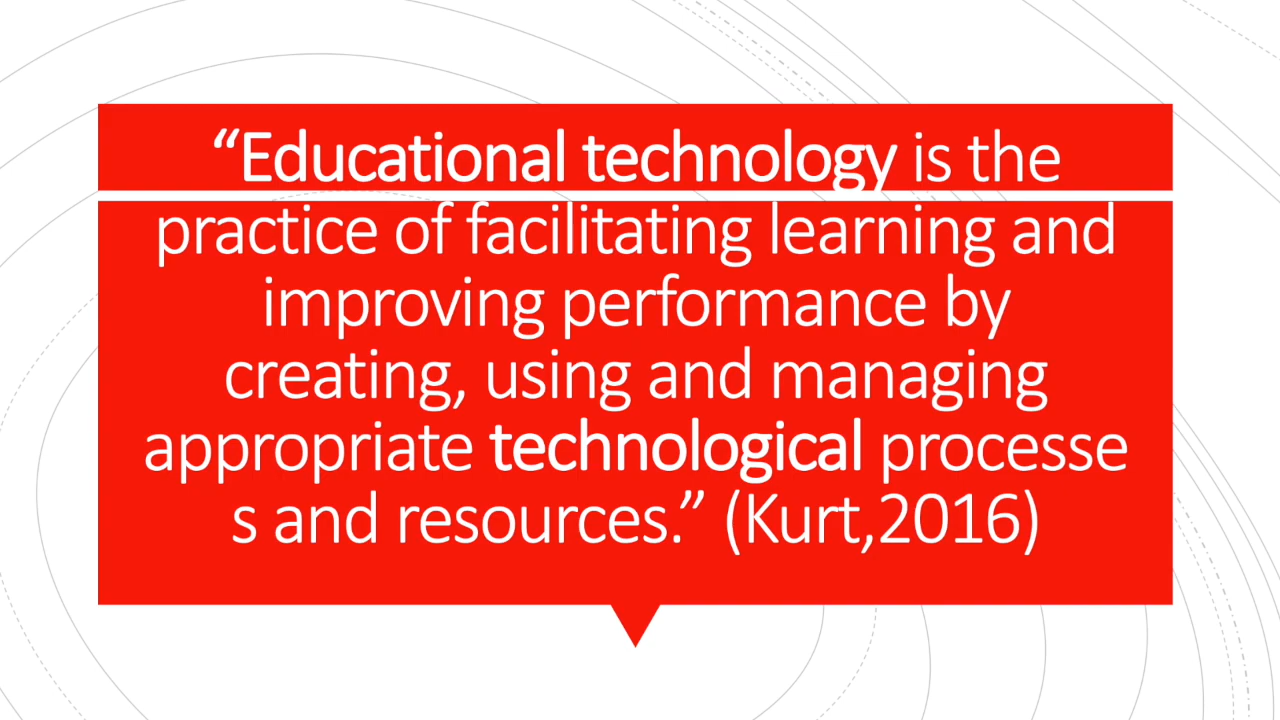 “Educational technology is the
practice of facilitating learning and
improving performance by
creating, using and managing
appropriate technological processe
s and resources.” (Kurt,2016)